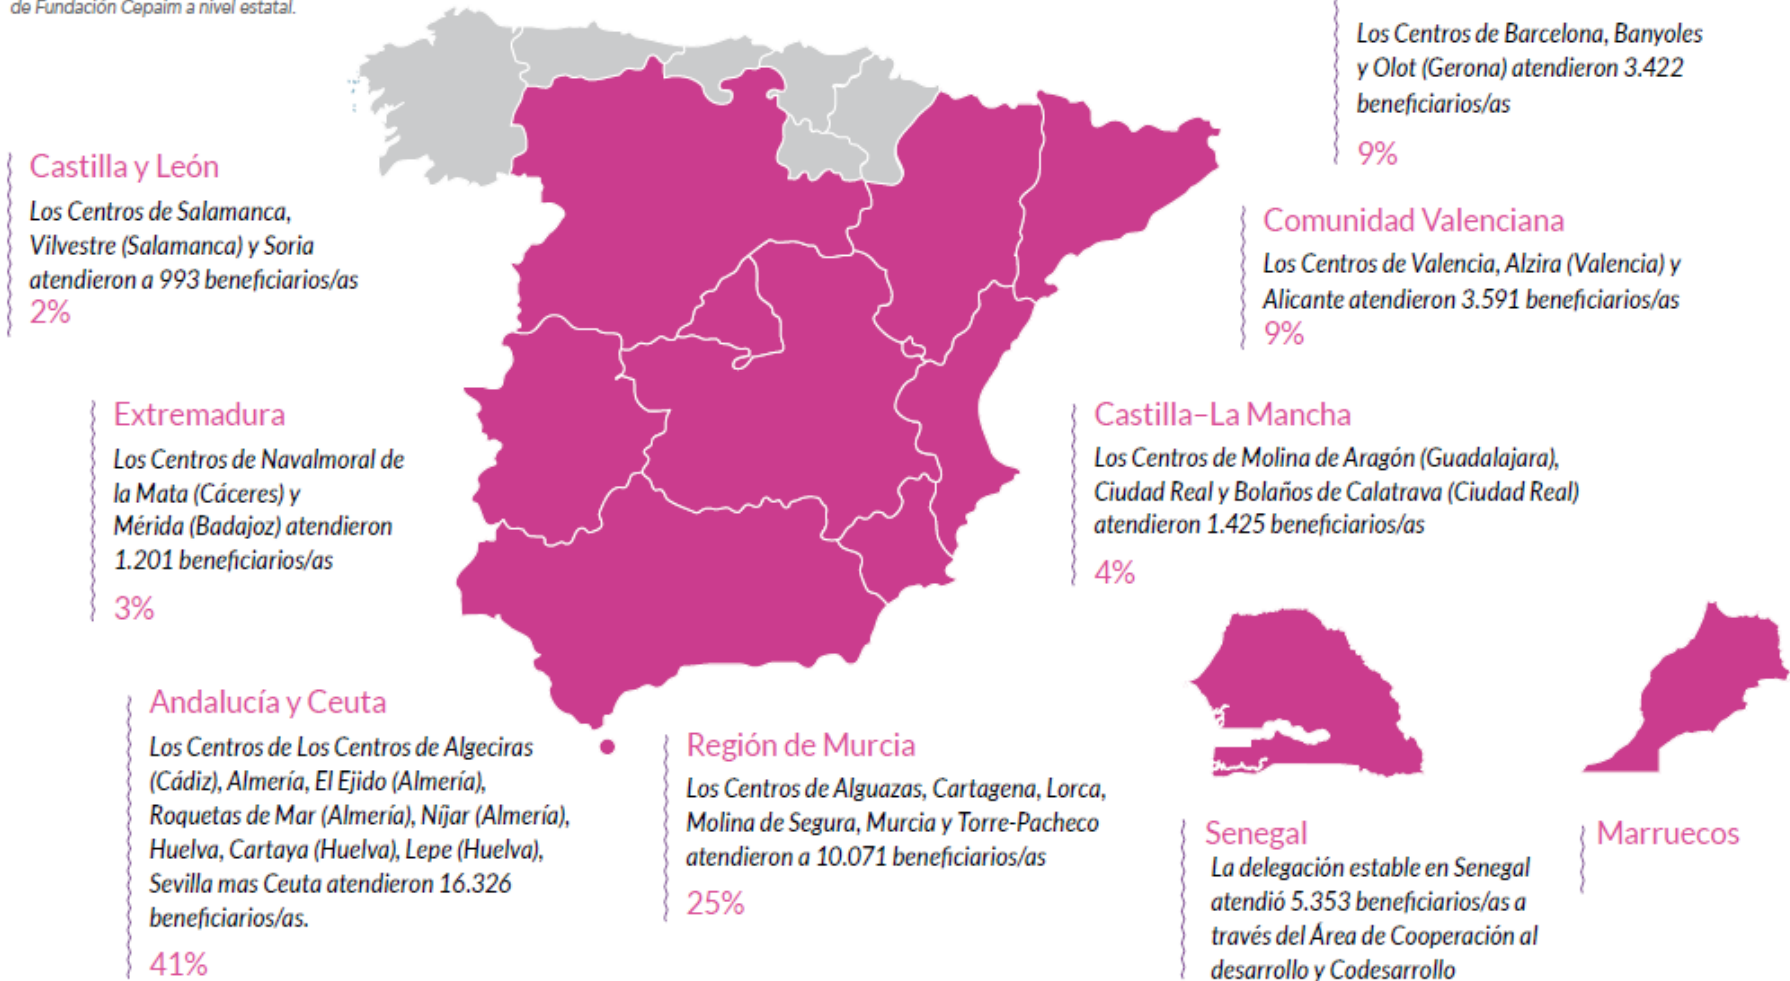 de Fundación Cepaim a nivel estatal.
Los Centros de Barcelona, Banyoles
y Olot (Gerona) atendieron 3.422
beneficiarios/as
9%
Castilla y León
Los Centros de Salamanca,
Vilvestre (Salamanca) y Soria
atendieron a 993 beneficiarios/as
2%
Comunidad Valenciana
Los Centros de Valencia, Alzira (Valencia) y
Alicante atendieron 3.591 beneficiarios/as
9%
Extremadura
Los Centros de Navalmoral de
la Mata (Cáceres) y
Mérida (Badajoz) atendieron
1.201 beneficiarios/as
3%
Castilla–La Mancha
Los Centros de Molina de Aragón (Guadalajara),
Ciudad Real y Bolaños de Calatrava (Ciudad Real)
atendieron 1.425 beneficiarios/as
4%
Andalucía y Ceuta
Los Centros de Los Centros de Algeciras
(Cádiz), Almería, El Ejido (Almería),
Roquetas de Mar (Almería), Níjar (Almería),
Huelva, Cartaya (Huelva), Lepe (Huelva),
Sevilla mas Ceuta atendieron 16.326
beneficiarios/as.
41%
Región de Murcia
Los Centros de Alguazas, Cartagena, Lorca,
Molina de Segura, Murcia y Torre-Pacheco
atendieron a 10.071 beneficiarios/as
25%
Senegal
La delegación estable en Senegal
atendió 5.353 beneficiarios/as a
través del Área de Cooperación al
desarrollo y Codesarrollo
Marruecos